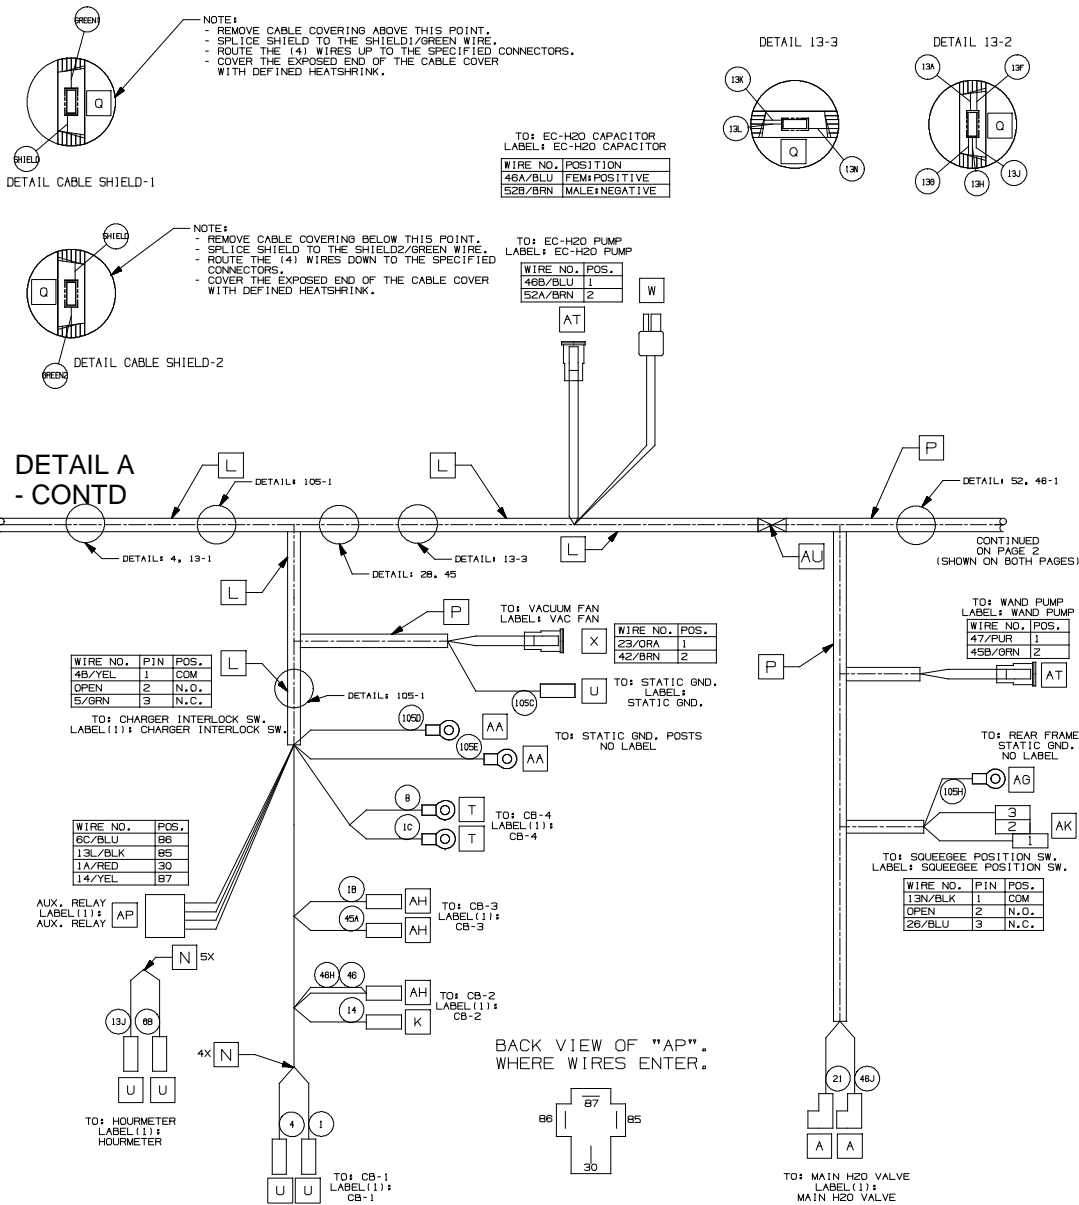 GREEN1
NOTE:
- REMOVE CABLE COVERING ABOVE THIS POINT.
- SPLICE SHIELD TO THE SHIELD1/GREEN WIRE.
- ROUTE THE (4) WIRES UP TO THE SPECIFIED CONNECTORS.
- COVER THE EXPOSED END OF THE CABLE COVER
WITH DEFINED HEATSHRINK.
Q
SHIELD
DETAIL CABLE SHIELD-1
DETAIL 13-3
13K
13L
Q
13N
DETAIL 13-2
13A
13F
Q
13B
13H
13J
TO: EC-H2O CAPACITOR
LABEL: EC-H2O CAPACITOR
WIRE NO. POSITION
46A/BLU FEM:POSITIVE
52B/BRN MALE:NEGATIVE
SHIELD
NOTE:
- REMOVE CABLE COVERING BELOW THIS POINT.
- SPLICE SHIELD TO THE SHIELD2/GREEN WIRE.
- ROUTE THE (4) WIRES DOWN TO THE SPECIFIED
CONNECTORS.
- COVER THE EXPOSED END OF THE CABLE COVER
WITH DEFINED HEATSHRINK.
Q
DETAIL CABLE SHIELD-2
GREEN2
TO: EC-H2O PUMP
LABEL: EC-H2O PUMP
WIRE NO. POS.
46B/BLU 1
52A/BRN 2
AT
W
DETAIL A
- CONTD
L
DETAIL: 105-1
L
P
DETAIL: 52, 46-1
DETAIL: 4, 13-1
L
DETAIL: 28, 45
DETAIL: 13-3
L
AU
CONTINUED
ON PAGE 2
(SHOWN ON BOTH PAGES)
P
TO: VACUUM FAN
LABEL: VAC FAN
X
WIRE NO. POS.
23/ORA 1
42/BRN 2
TO: WAND PUMP
LABEL: WAND PUMP
WIRE NO. POS.
47/PUR 1
45B/GRN 2
P
AT
WIRE NO. PIN POS.
4B/YEL 1 COM
OPEN 2 N.O.
5/GRN 3 N.C.
L
TO: CHARGER INTERLOCK SW.
LABEL(1): CHARGER INTERLOCK SW.
DETAIL: 105-1
105C
U
TO: STATIC GND.
LABEL:
STATIC GND.
105D
AA
105E
AA
TO: STATIC GND. POSTS
NO LABEL
TO: REAR FRAME
STATIC GND.
NO LABEL
105H
AG
3
2
1
AK
TO: SQUEEGEE POSITION SW.
LABEL: SQUEEGEE POSITION SW.
WIRE NO. PIN POS.
13N/BLK 1 COM
OPEN 2 N.O.
26/BLU 3 N.C.
8
T
1C
T
TO: CB-4
LABEL(1):
CB-4
WIRE NO. POS.
6C/BLU 86
13L/BLK 85
1A/RED 30
14/YEL 87
AUX. RELAY
LABEL(1):
AUX. RELAY
AP
1B
AH
45A
AH
TO: CB-3
LABEL(1):
CB-3
N 5X
46H
46
AH
14
K
TO: CB-2
LABEL(1):
CB-2
13J
6B
U
U
TO: HOURMETER
LABEL(1):
HOURMETER
4X N
4
1
U
U
TO: CB-1
LABEL(1):
CB-1
BACK VIEW OF "AP".
WHERE WIRES ENTER.
87
86
85
30
21
46J
A
A
TO: MAIN H2O VALVE
LABEL(1):
MAIN H2O VALVE